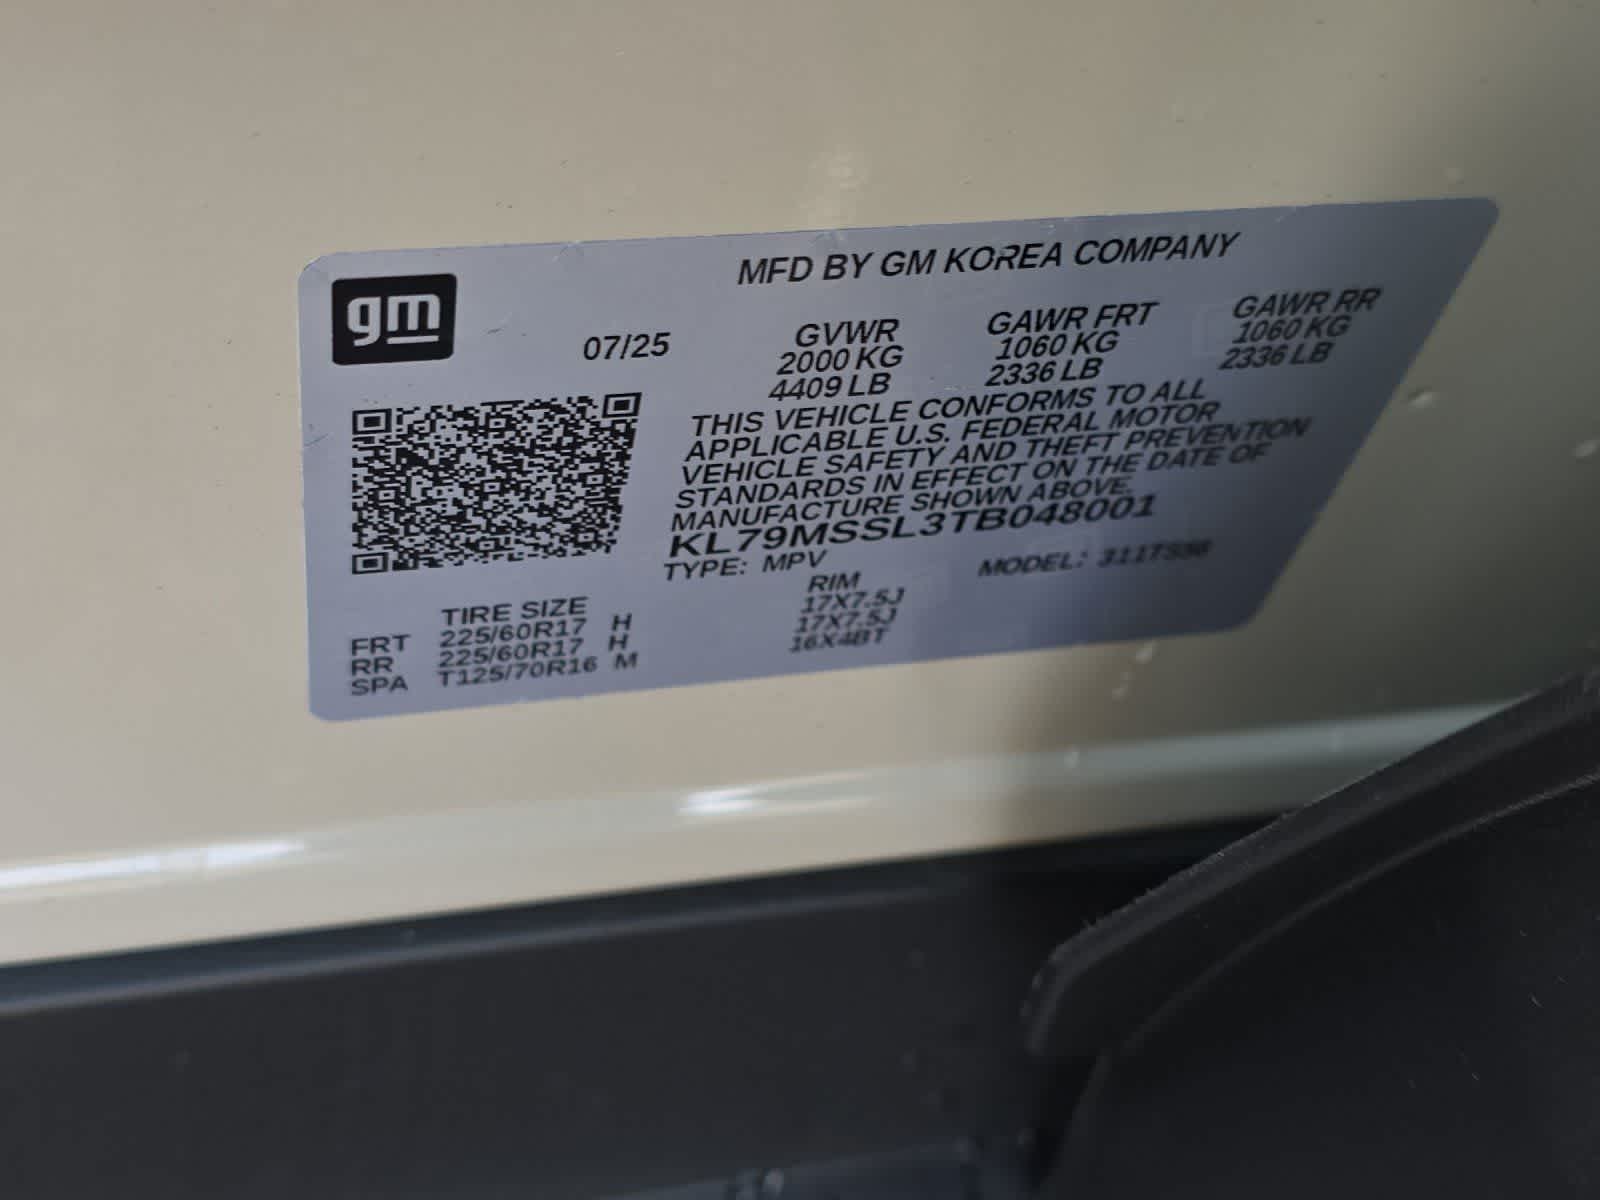 gm
MFD BY GM KOREA COMPANY
07/25
GVWR GAWR FRT GAWR RR
2000 KG 1060 KG 1060 KG
4409 LB 2336 LB 2336 LB
THIS VEHICLE CONFORMS TO ALL
APPLICABLE U.S. FEDERAL MOTOR
VEHICLE SAFETY AND THEFT PREVENTION
STANDARDS IN EFFECT ON THE DATE OF
MANUFACTURE SHOWN ABOVE.
KL79MSSL3TB048001
TYPE: MPV MODEL:
TIRE SIZE RIM
FRT 225/60R17 H 17X7.5J
RR 225/60R17 H 17X7.5J
SPA T125/70R16 M 16X4BT